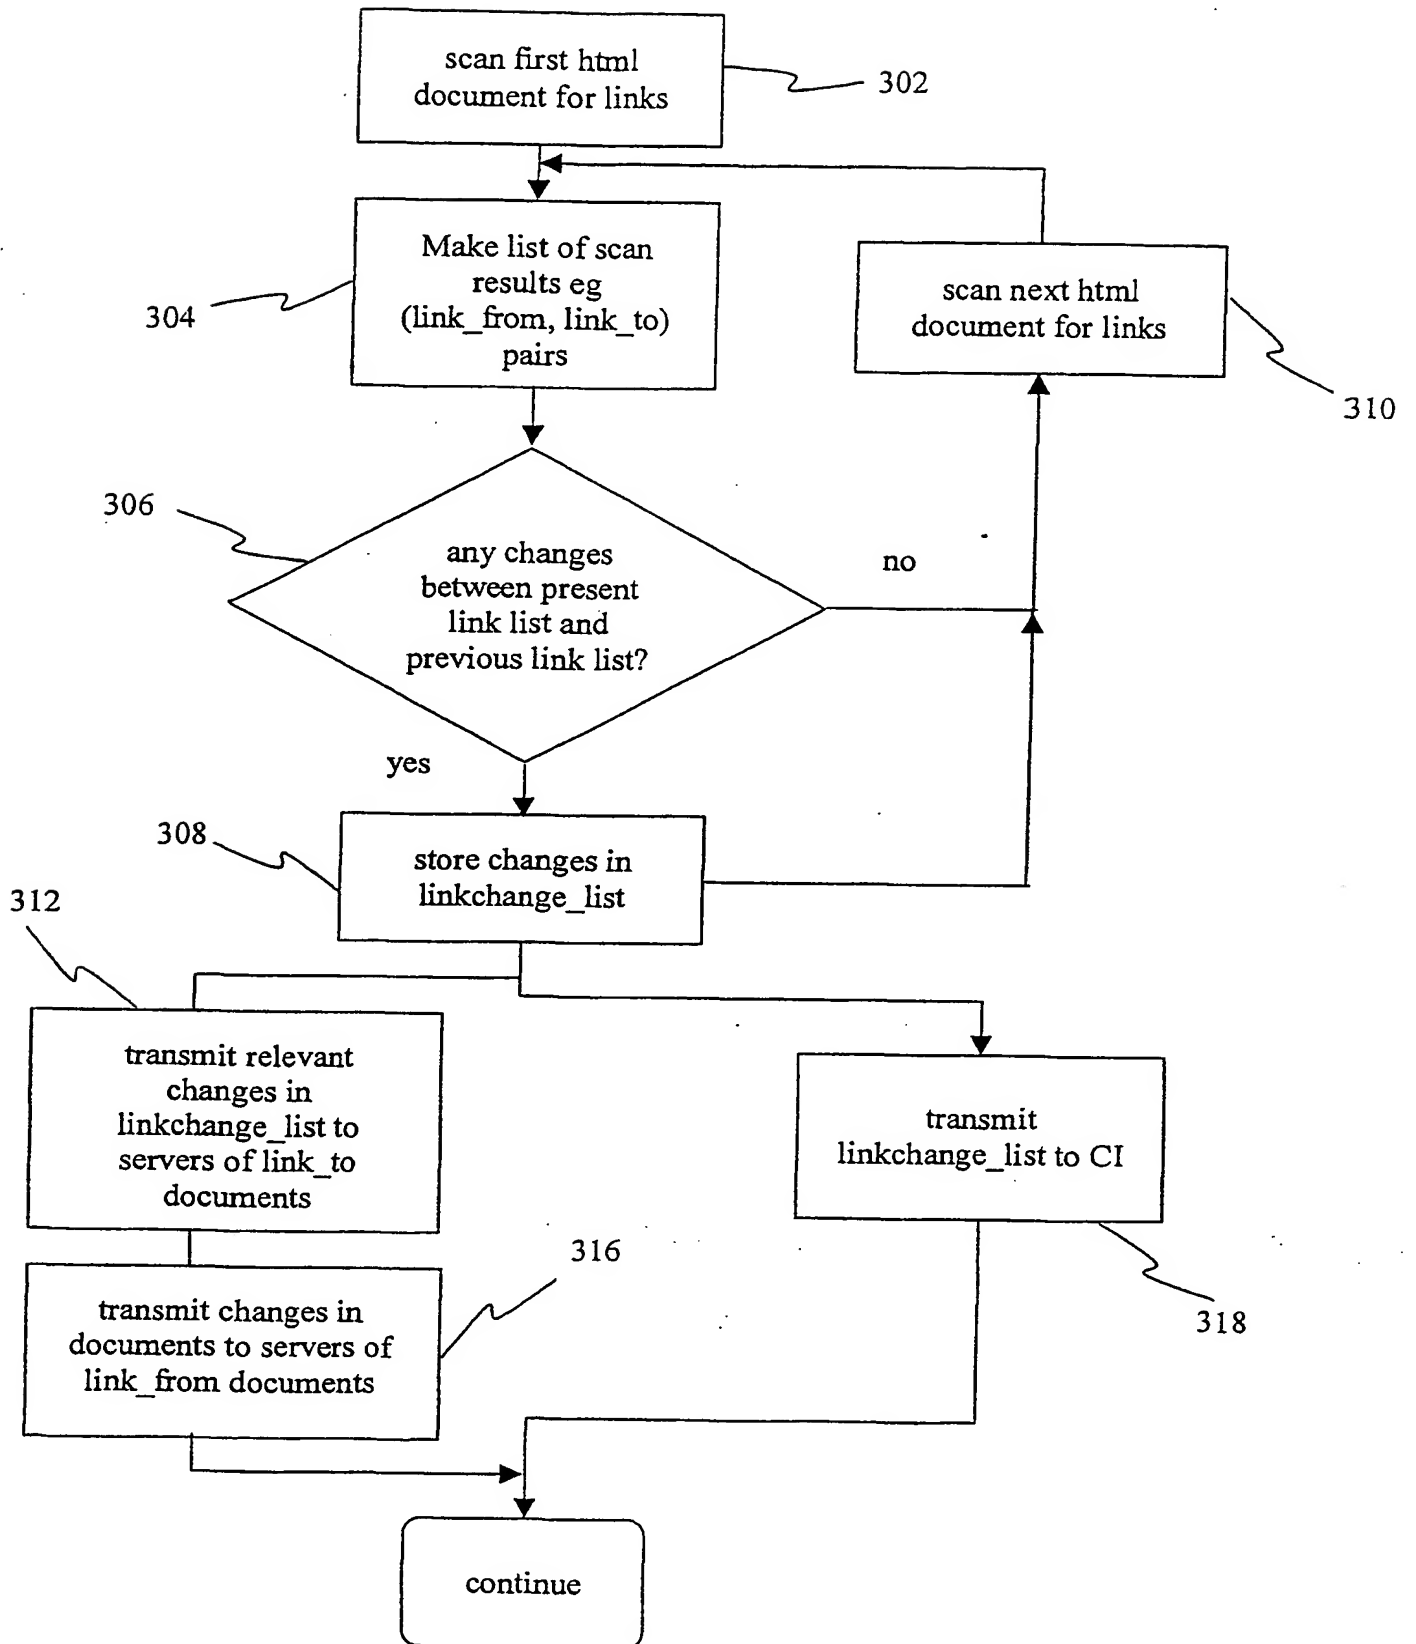 scan first html
document for links
302
Make list of scan
results eg
(link_from, link_to)
pairs
304
scan next html
document for links
310
306
any changes
between present
link list and
previous link list?
no
yes
308
store changes in
linkchange_list
312
transmit relevant
changes in
linkchange_list to
servers of link_to
documents
transmit
linkchange_list to CI
318
316
transmit changes in
documents to servers of
link_from documents
continue